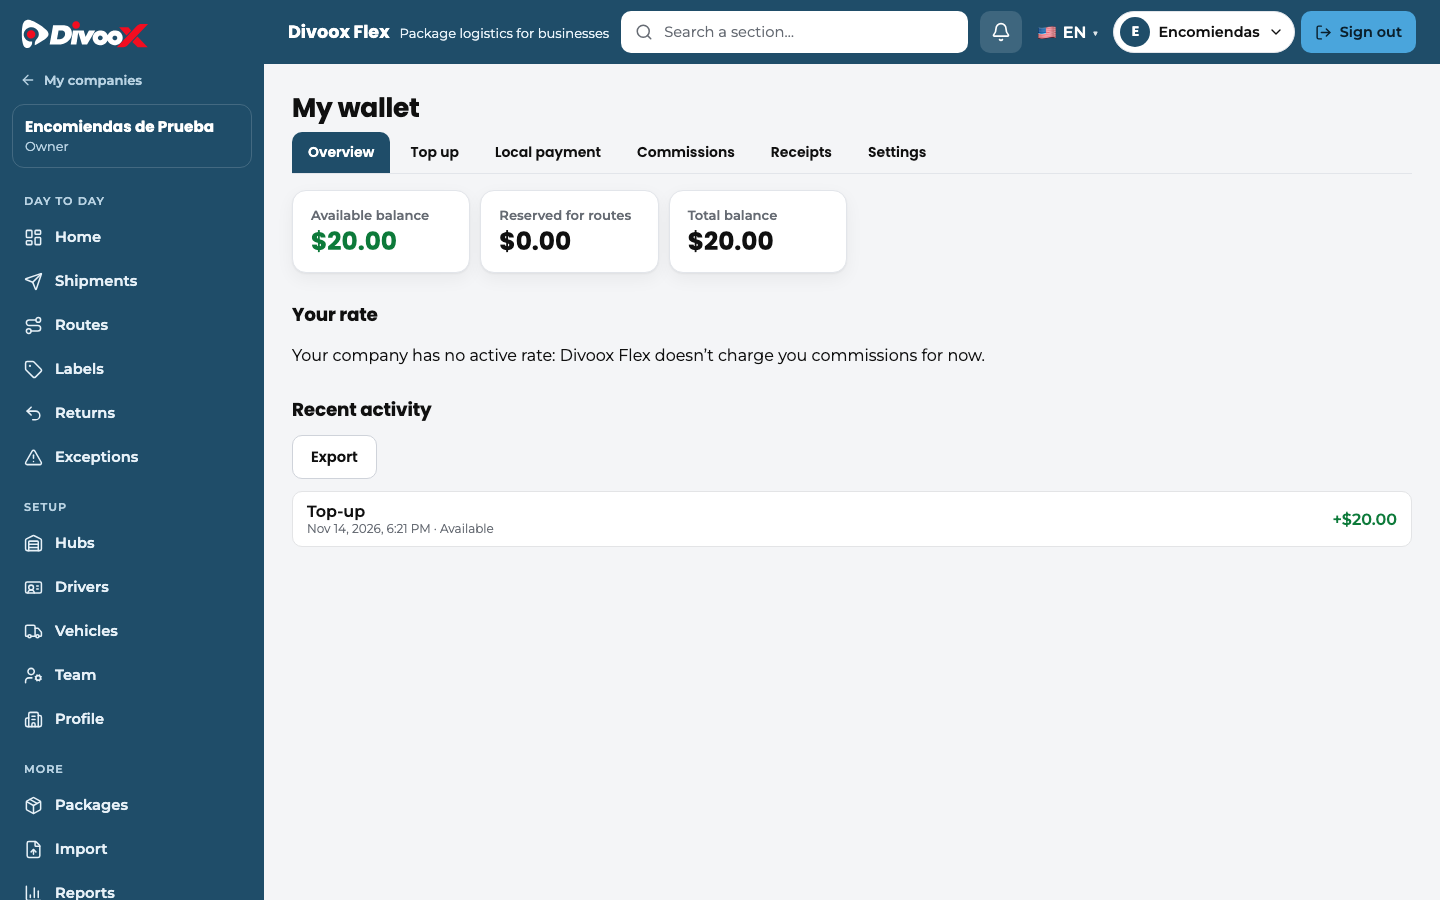 DivooX
Divoox Flex Package logistics for businesses
Search a section...
EN
E
Encomiendas
Sign out
My companies
Encomiendas de Prueba
Owner
DAY TO DAY
Home
Shipments
Routes
Labels
Returns
Exceptions
SETUP
Hubs
Drivers
Vehicles
Team
Profile
MORE
Packages
Import
Reports
My wallet
Overview Top up Local payment Commissions Receipts Settings
Available balance
$20.00
Reserved for routes
$0.00
Total balance
$20.00
Your rate
Your company has no active rate: Divoox Flex doesn’t charge you commissions for now.
Recent activity
Export
Top-up
Nov 14, 2026, 6:21 PM · Available
+$20.00